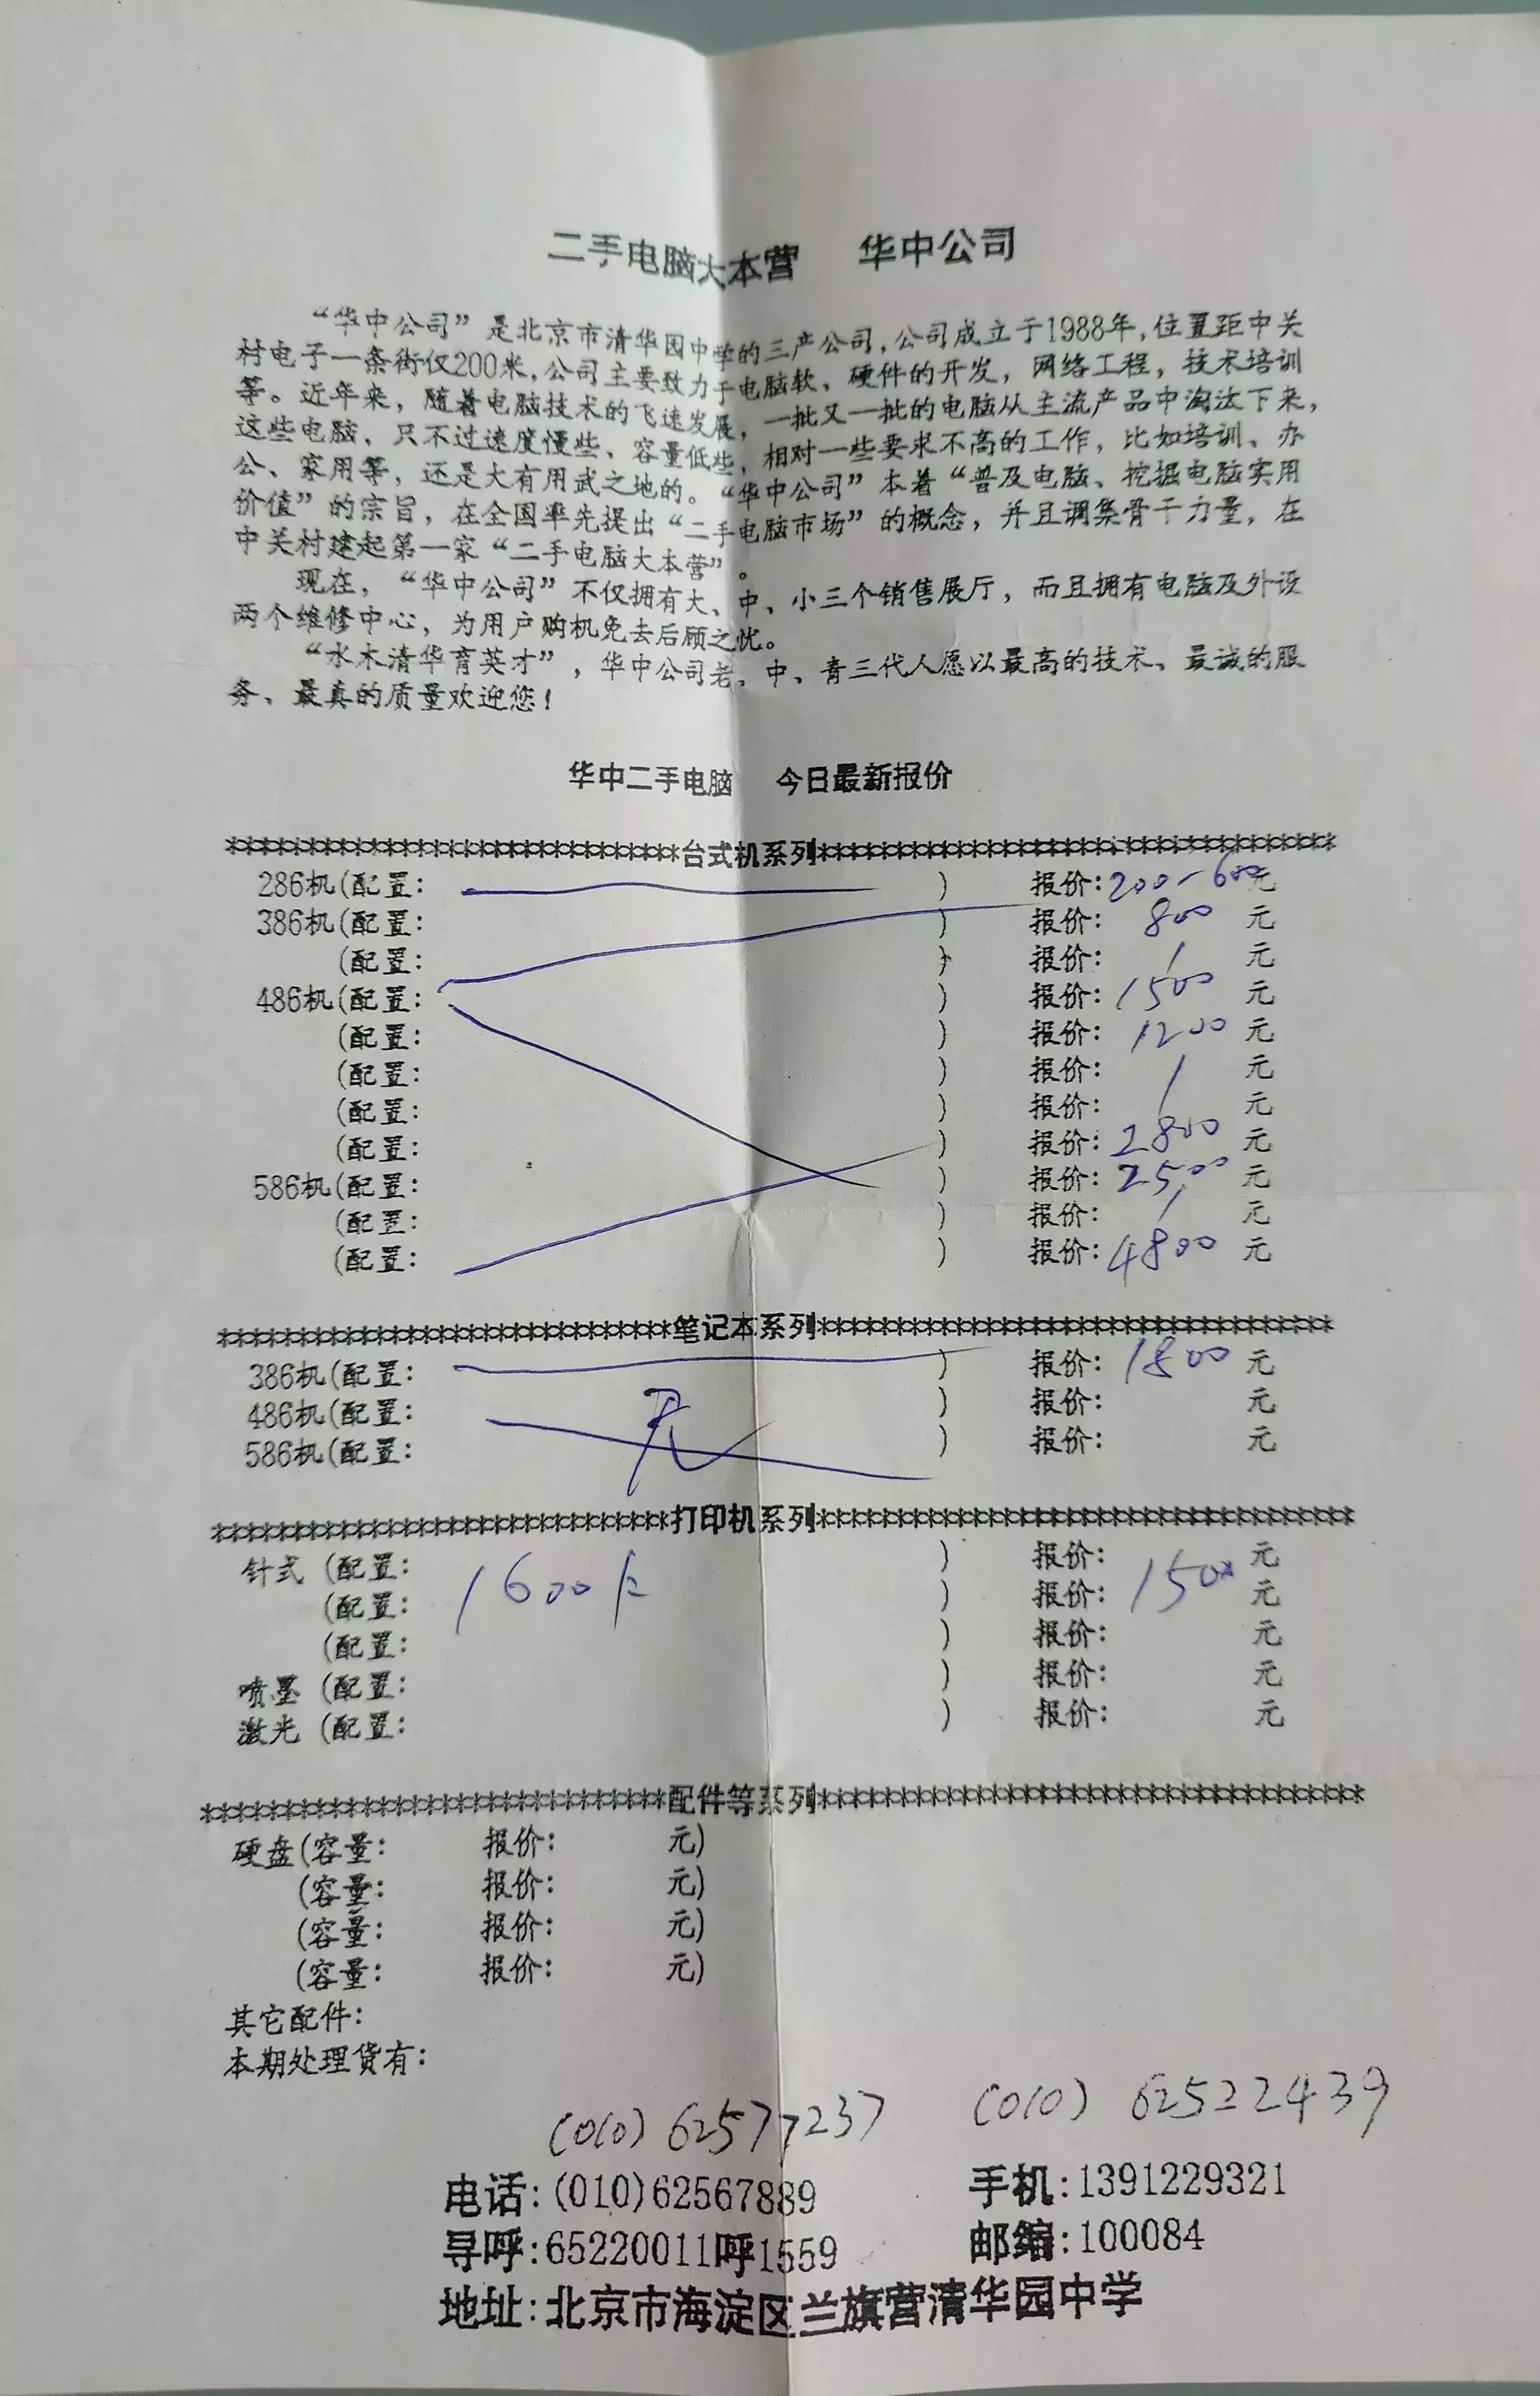 二手电脑大本营 华中公司
“华中公司”是北京市清华园中学的三产公司,公司成立于1988年,位置距中关
村电子一条街仅200米,公司主要致力于电脑软、硬件的开发,网络工程,技术培训
等。近年来,随着电脑技术的飞速发展,一批又一批的电脑从主流产品中淘汰下来,
这些电脑,只不过速度慢些、容量低些,相对一些要求不高的工作,比如培训、办
公、家用等,还是大有用武之地的。“华中公司”本着“普及电脑、挖掘电脑实用
价值”的宗旨,在全国率先提出“二手电脑市场”的概念,并且调集骨干力量,在
中关村建起第一家“二手电脑大本营”。
现在,“华中公司”不仅拥有大、中、小三个销售展厅,而且拥有电脑及外设
两个维修中心,为用户购机免去后顾之忧。
“水木清华育英才”,华中公司老、中、青三代人愿以最高的技术、最诚的服
务、最真的质量欢迎您!
华中二手电脑 今日最新报价
******************************台式机系列**********************************
286机(配置: ) 报价:200-600元
386机(配置: ) 报价: 800 元
(配置: ) 报价: / 元
486机(配置: ) 报价: 1500 元
(配置: ) 报价: 1200 元
(配置: ) 报价: / 元
(配置: ) 报价: / 元
(配置: ) 报价: 2800 元
586机(配置: ) 报价: 2500 元
(配置: ) 报价: / 元
(配置: ) 报价: 4800 元
******************************笔记本系列**********************************
386机(配置: ) 报价: 1800 元
486机(配置: 无 ) 报价: 元
586机(配置: ) 报价: 元
******************************打印机系列**********************************
针式 (配置: ) 报价: 元
(配置: 1600K ) 报价: 1500 元
(配置: ) 报价: 元
喷墨 (配置: ) 报价: 元
激光 (配置: ) 报价: 元
******************************配件等系列**********************************
硬盘(容量: 报价: 元)
(容量: 报价: 元)
(容量: 报价: 元)
(容量: 报价: 元)
其它配件:
本期处理货有:
(010) 62577237 (010) 62522439
电话:(010)62567889 手机:1391229321
寻呼:65220011呼1559 邮编:100084
地址:北京市海淀区兰旗营清华园中学